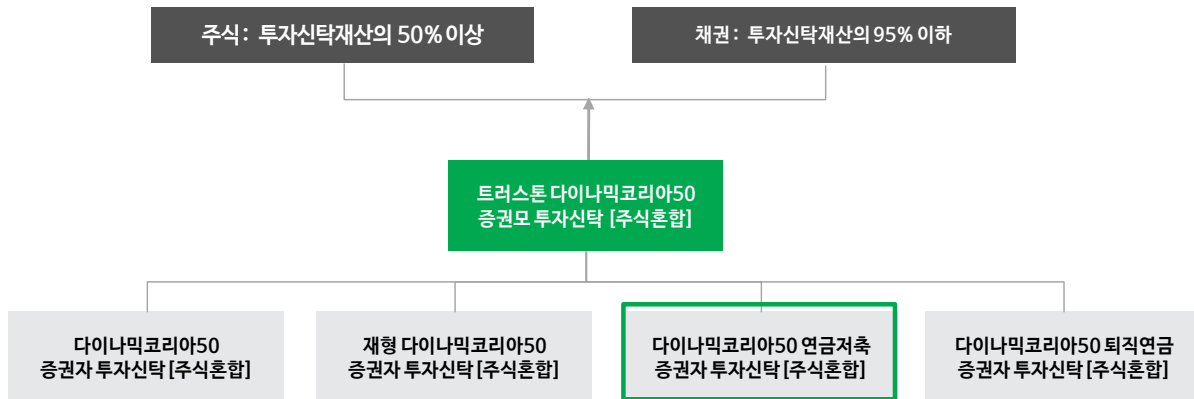 주식: 투자신탁재산의 50% 이상
채권: 투자신탁재산의 95% 이하
트러스톤 다이나믹코리아50
증권모 투자신탁 [주식혼합]
다이나믹코리아50
증권자 투자신탁 [주식혼합]
재형 다이나믹코리아50
증권자 투자신탁 [주식혼합]
다이나믹코리아50 연금저축
증권자 투자신탁 [주식혼합]
다이나믹코리아50 퇴직연금
증권자 투자신탁 [주식혼합]